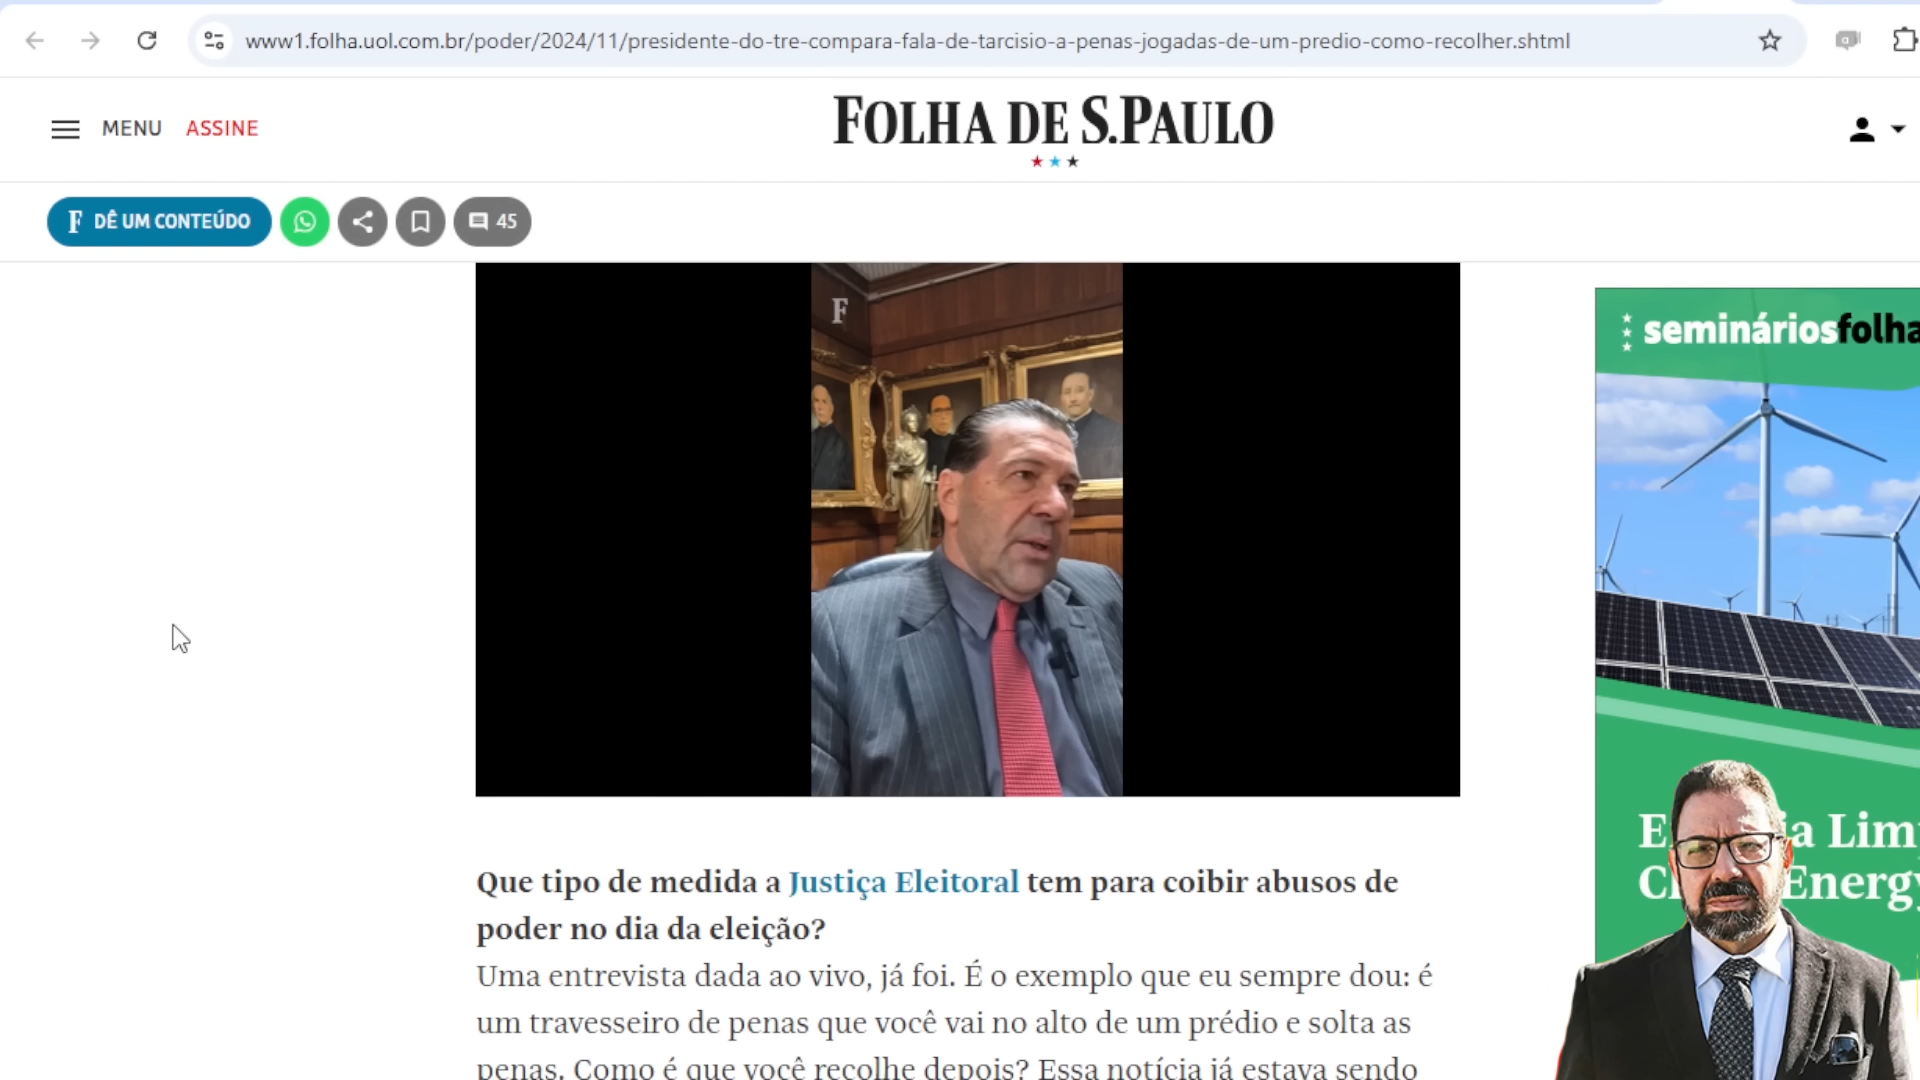 www1.folha.uol.com.br/poder/2024/11/presidente-do-tre-compara-fala-de-tarcisio-a-penas-jogadas-de-um-predio-como-recolher.shtml
MENU ASSINE
FOLHA DE S.PAULO
F DÊ UM CONTEÚDO 45
F
semináriosfolha
Que tipo de medida a Justiça Eleitoral tem para coibir abusos de
poder no dia da eleição?
Uma entrevista dada ao vivo, já foi. É o exemplo que eu sempre dou: é
um travesseiro de penas que você vai no alto de um prédio e solta as
penas. Como é que você recolhe depois? Essa notícia já estava sendo